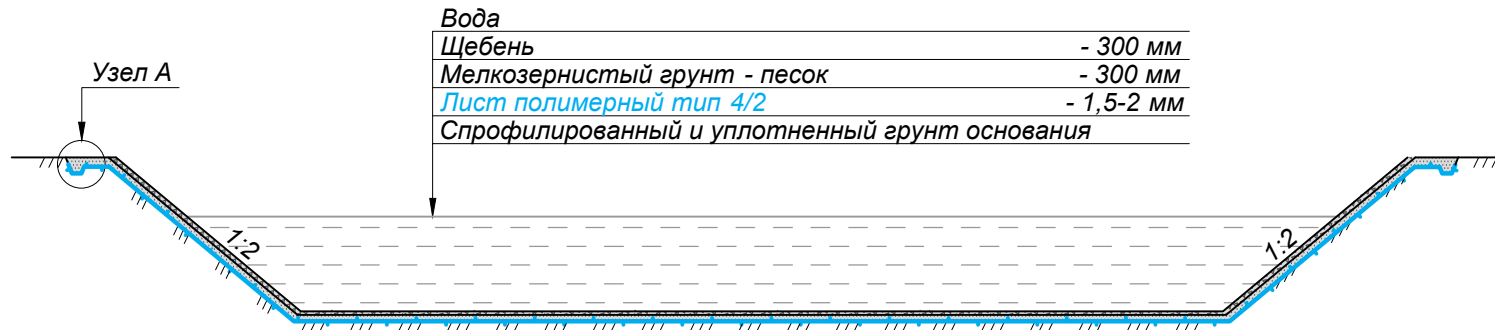 Вода
Щебень - 300 мм
Узел А
Мелкозернистый грунт - песок - 300 мм
Лист полимерный тип 4/2 - 1,5-2 мм
Спрофилированный и уплотненный грунт основания
1:2
1:2